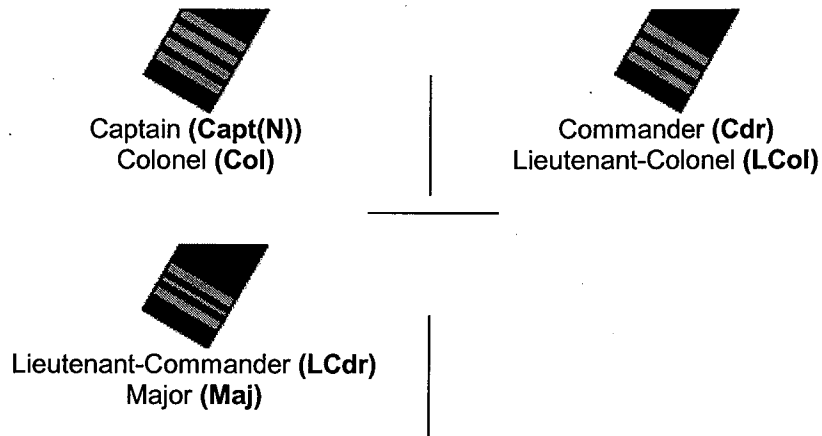 Captain (Capt(N))
Colonel (Col)
Commander (Cdr)
Lieutenant-Colonel (LCol)
Lieutenant-Commander (LCdr)
Major (Maj)